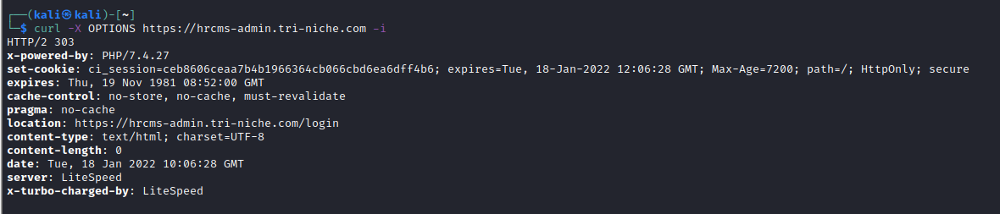 ┌──(kali㉿kali)-[~]
└─$ curl -X OPTIONS https://hrcms-admin.tri-niche.com -i
HTTP/2 303
x-powered-by: PHP/7.4.27
set-cookie: ci_session=ceb8606ceaa7b4b1966364cb066cbd6ea6dff4b6; expires=Tue, 18-Jan-2022 12:06:28 GMT; Max-Age=7200; path=/; HttpOnly; secure
expires: Thu, 19 Nov 1981 08:52:00 GMT
cache-control: no-store, no-cache, must-revalidate
pragma: no-cache
location: https://hrcms-admin.tri-niche.com/login
content-type: text/html; charset=UTF-8
content-length: 0
date: Tue, 18 Jan 2022 10:06:28 GMT
server: LiteSpeed
x-turbo-charged-by: LiteSpeed